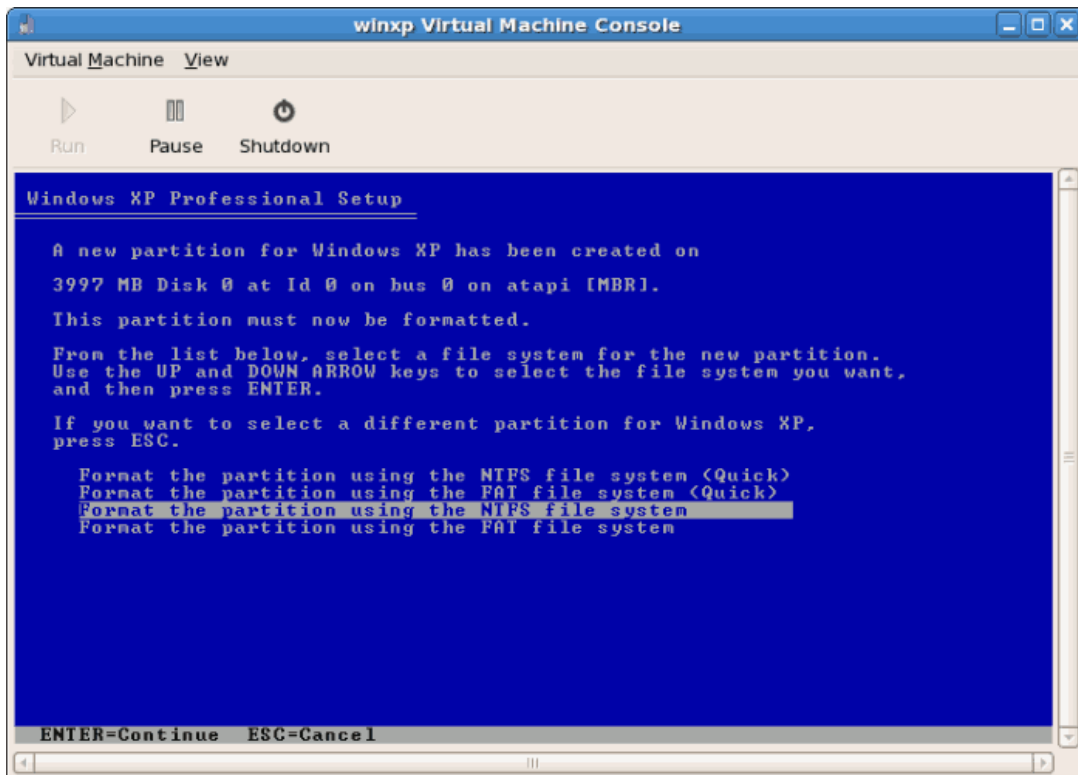 winxp Virtual Machine Console
Virtual Machine View
Run Pause Shutdown
Windows XP Professional Setup
A new partition for Windows XP has been created on
3997 MB Disk 0 at Id 0 on bus 0 on atapi [MBR].
This partition must now be formatted.
From the list below, select a file system for the new partition.
Use the UP and DOWN ARROW keys to select the file system you want,
and then press ENTER.
If you want to select a different partition for Windows XP,
press ESC.
Format the partition using the NTFS file system (Quick)
Format the partition using the FAT file system (Quick)
Format the partition using the NTFS file system
Format the partition using the FAT file system
ENTER=Continue ESC=Cancel